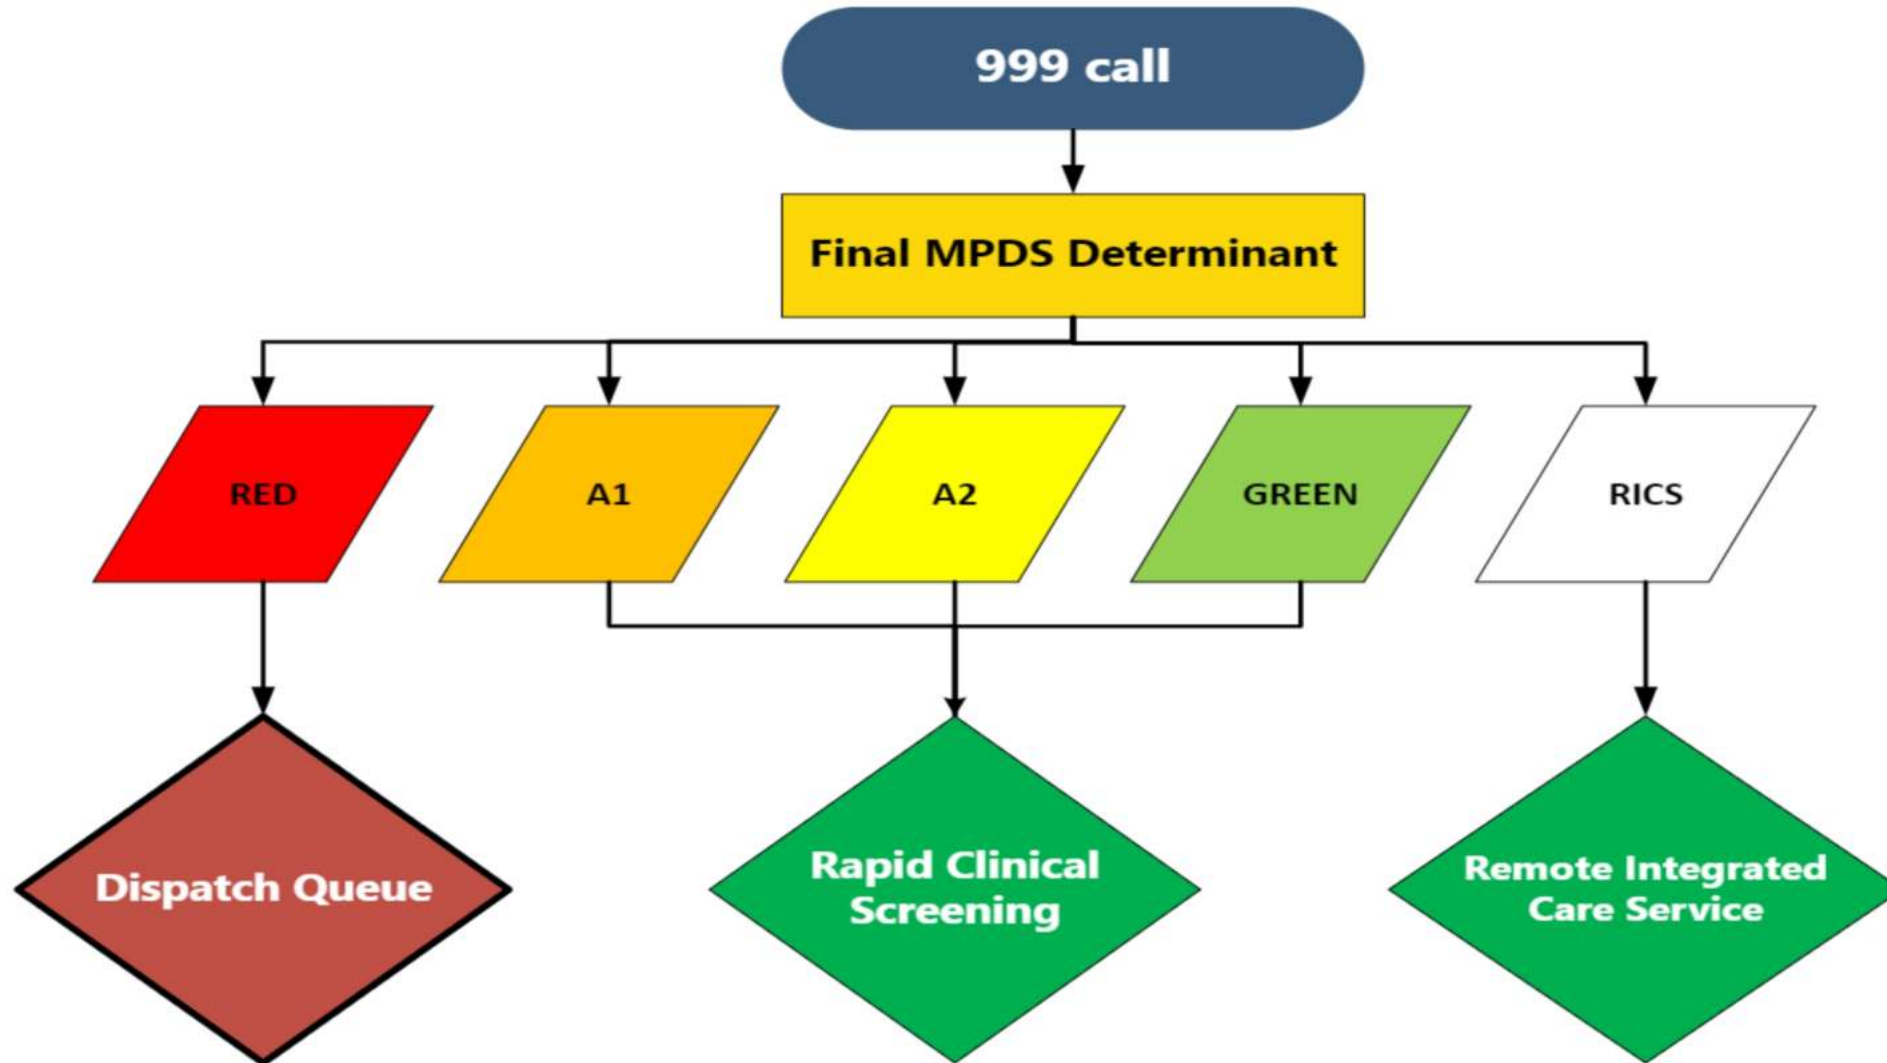 999 call
Final MPDS Determinant
RED
A1
A2
GREEN
RICS
Dispatch Queue
Rapid Clinical
Screening
Remote Integrated
Care Service